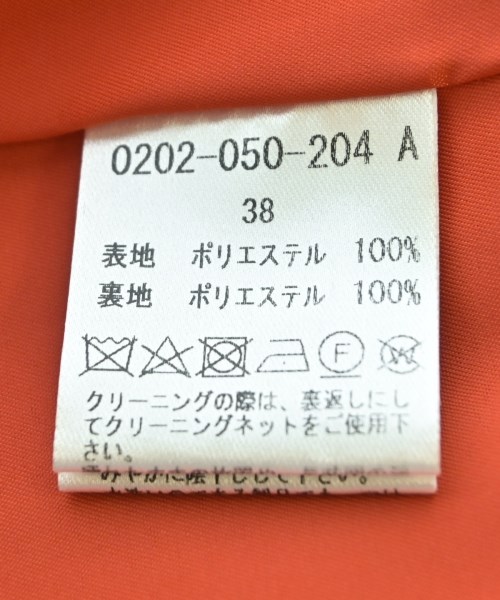 0202-050-204 A
38
表地 ポリエステル 100%
裏地 ポリエステル 100%
F
W
クリーニングの際は、裏返しにし
てクリーニングネットをご使用下
さい。